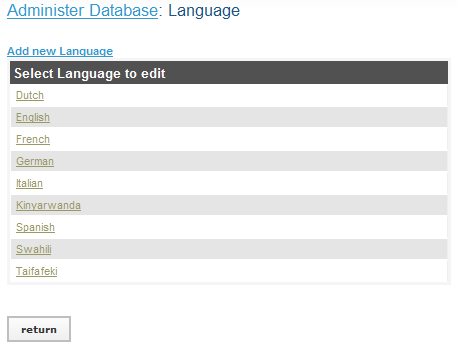 Administer Database: Language
Add new Language
Select Language to edit
Dutch
English
French
German
Italian
Kinyarwanda
Spanish
Swahili
Taifafeki
return